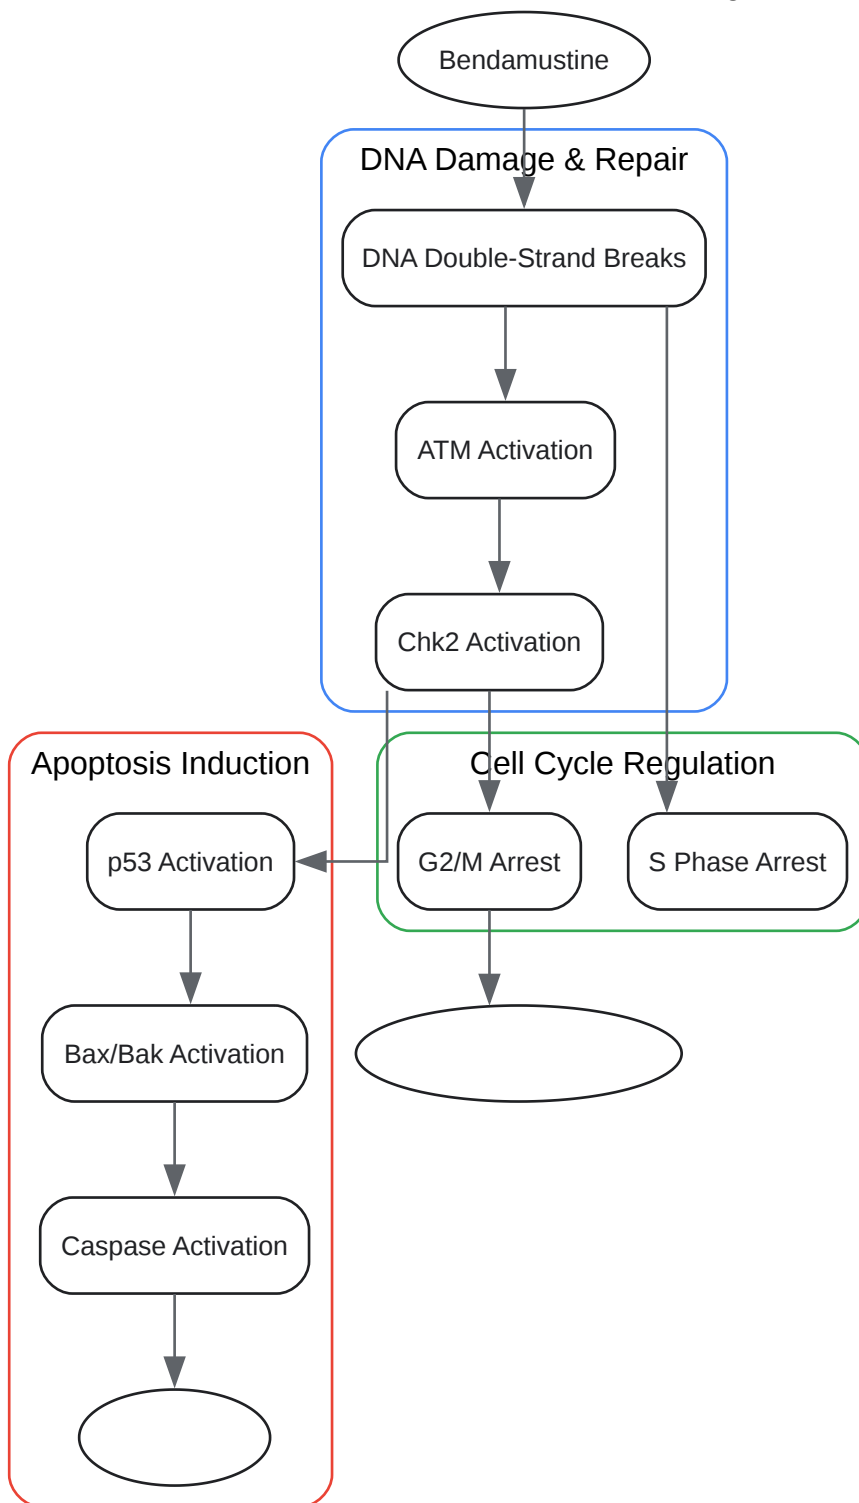 Bendamustine
DNA Damage & Repair
DNA Double-Strand Breaks
ATM Activation
Chk2 Activation
Apoptosis Induction
Cell Cycle Regulation
p53 Activation
G2/M Arrest
S Phase Arrest
Bax/Bak Activation
Caspase Activation